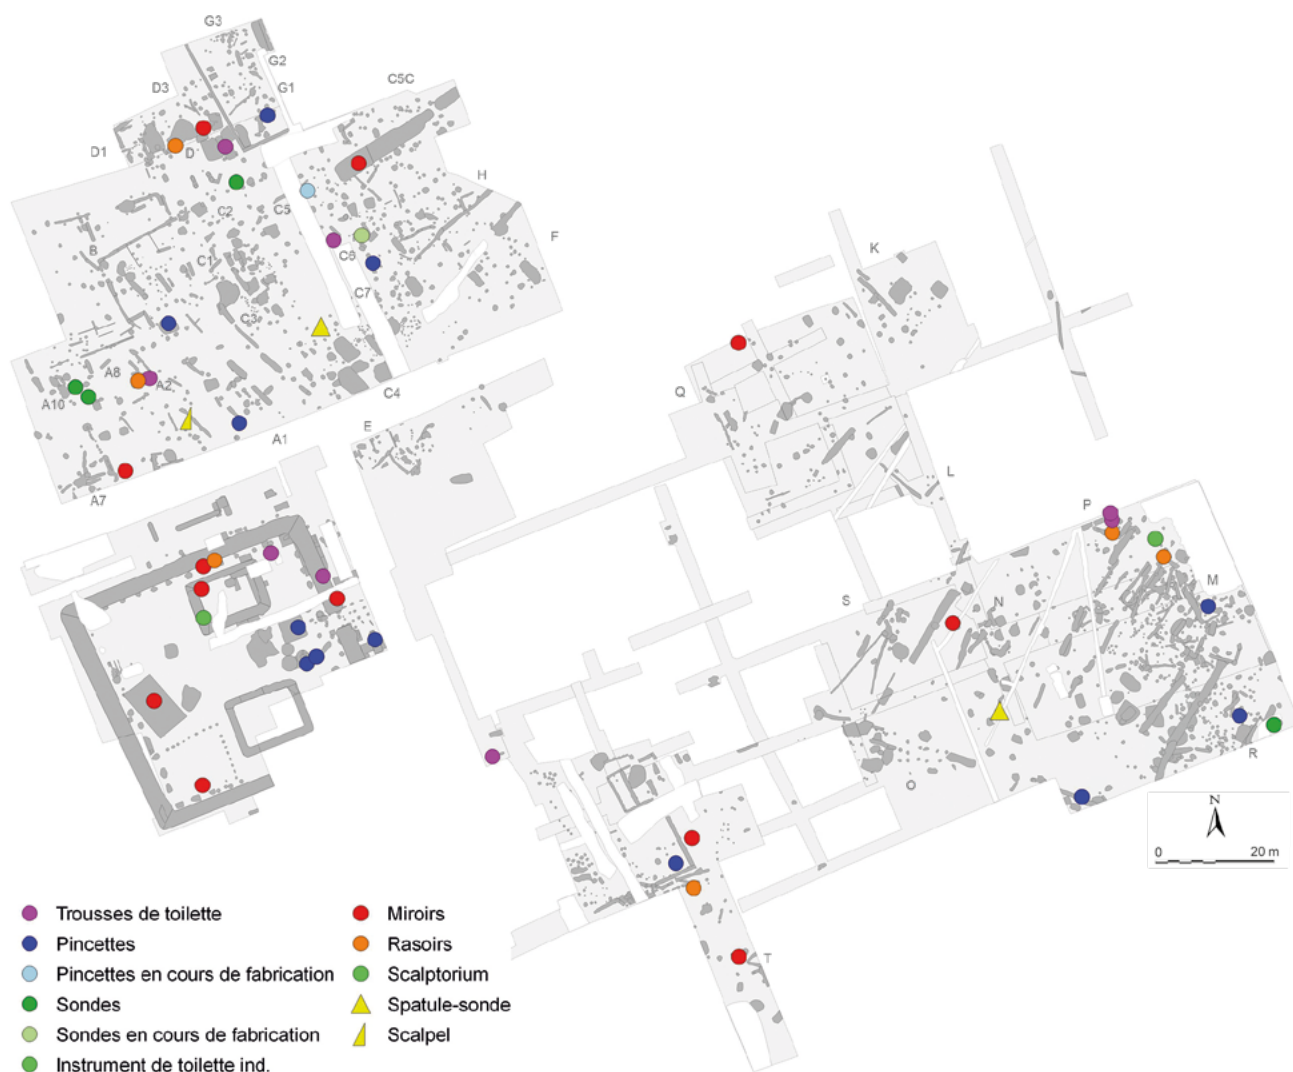 G3
G2
D3
G1
C5C
D1
D
H
C2
C5
F
B
C6
K
C1
C7
C3
A8
A2
Q
A10
C4
E
A1
L
A7
P
M
S
N
R
O
N
0 20 m
T
Trousses de toilette
Pincettes
Pincettes en cours de fabrication
Sondes
Sondes en cours de fabrication
Instrument de toilette ind.
Miroirs
Rasoirs
Scalptorium
Spatule-sonde
Scalpel